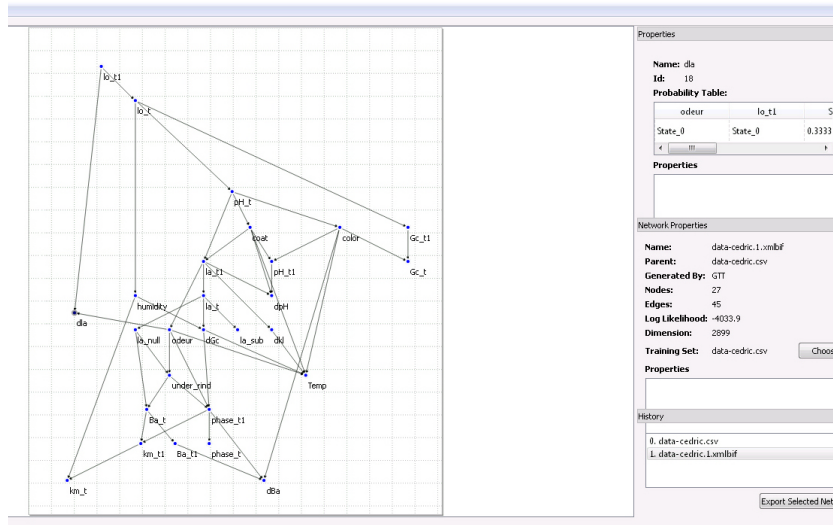 lo_t1
lo_t
pH_t
coat
color
Gc_t1
la_t1
pH_t1
Gc_t
humidity
la_t
dpH
dla
la_null
odeur
dGc
la_sub
dkl
under_rind
Temp
Ba_t
phase_t1
km_t1
Ba_t1
phase_t
km_t
dBa
Properties
Name: dla
Id: 18
Probability Table:
odeur lo_t1 S
State_0 State_0 0.3333
Properties
Network Properties
Name: data-cedric.1.xmlbif
Parent: data-cedric.csv
Generated By: GTT
Nodes: 27
Edges: 45
Log Likelihood: -4033.9
Dimension: 2899
Training Set: data-cedric.csv Choos
Properties
History
0. data-cedric.csv
1. data-cedric.1.xmlbif
Export Selected Net